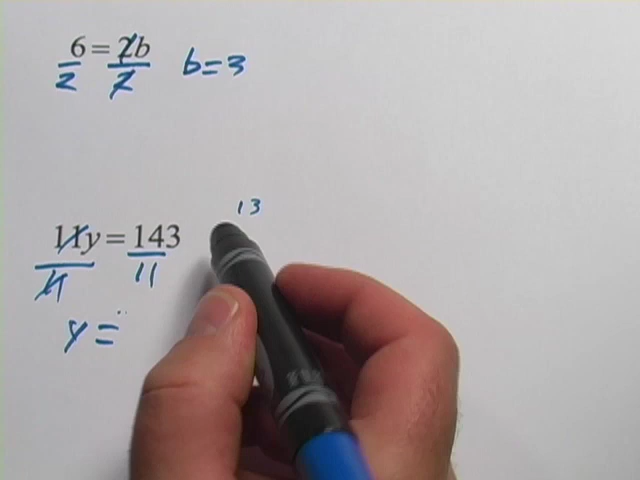 6 = 2b b = 3
2 2
13
11y = 143
11 11
y =